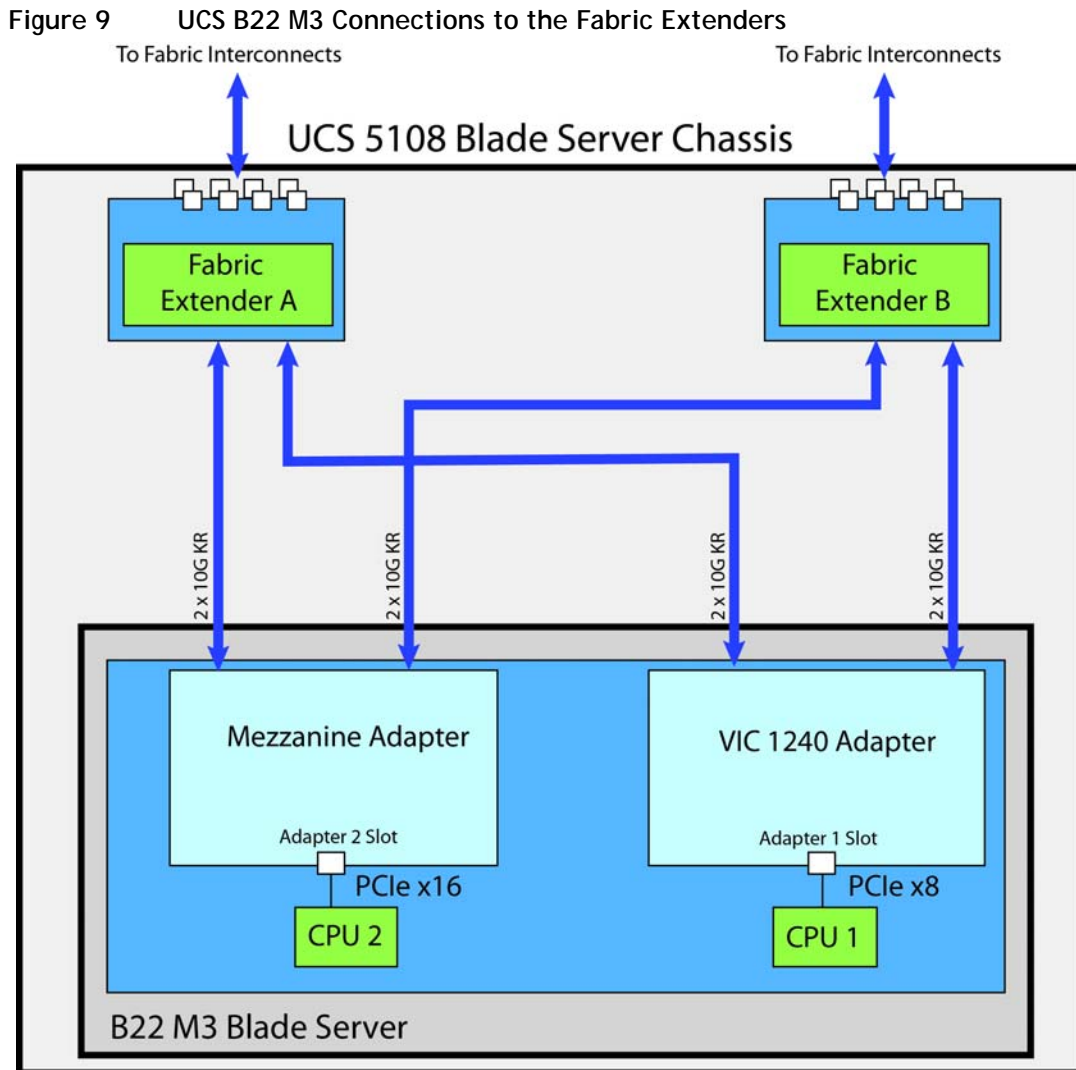 Figure 9 UCS B22 M3 Connections to the Fabric Extenders
To Fabric Interconnects
To Fabric Interconnects
UCS 5108 Blade Server Chassis
Fabric
Extender A
Fabric
Extender B
2 x 10G KR
2 x 10G KR
2 x 10G KR
2 x 10G KR
Mezzanine Adapter
VIC 1240 Adapter
Adapter 2 Slot
Adapter 1 Slot
PCIe x16
PCIe x8
CPU 2
CPU 1
B22 M3 Blade Server